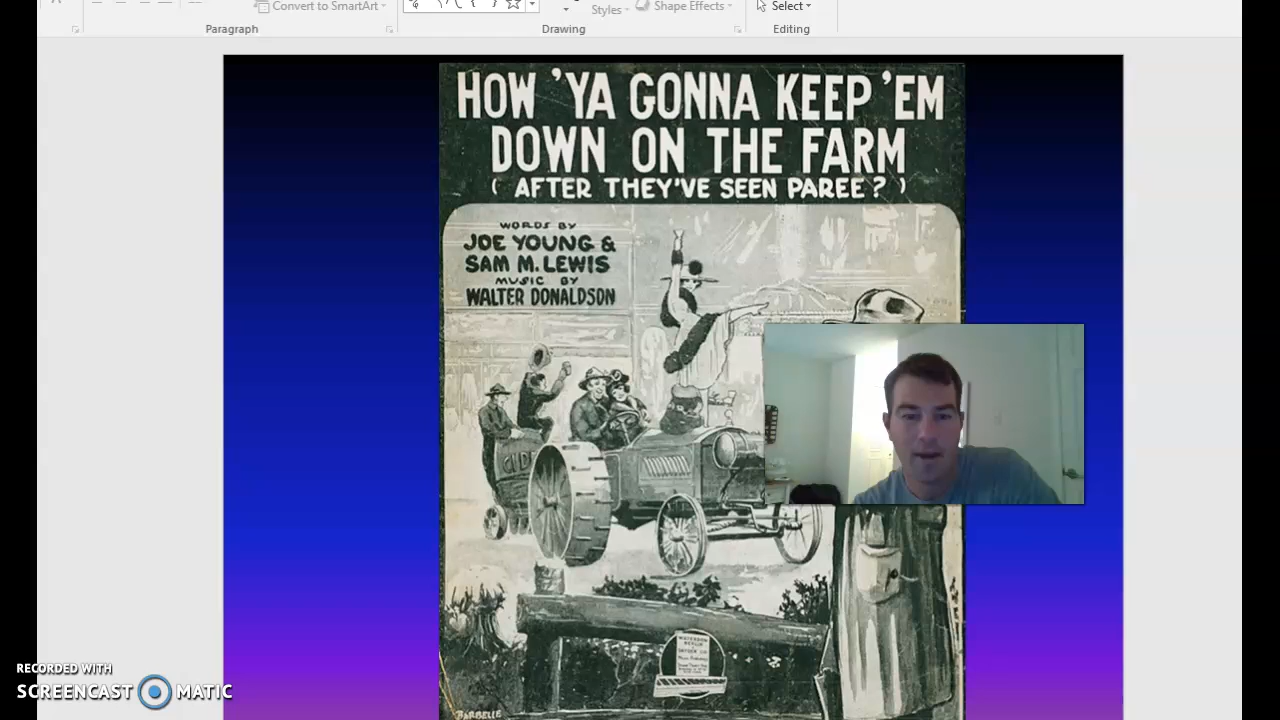 Convert to SmartArt
Styles
Shape Effects
Select
Paragraph
Drawing
Editing
HOW 'YA GONNA KEEP 'EM
DOWN ON THE FARM
( AFTER THEY'VE SEEN PAREE? )
WORDS BY
JOE YOUNG &
SAM M. LEWIS
MUSIC BY
WALTER DONALDSON
BARBELLE
RECORDED WITH
SCREENCAST MATIC